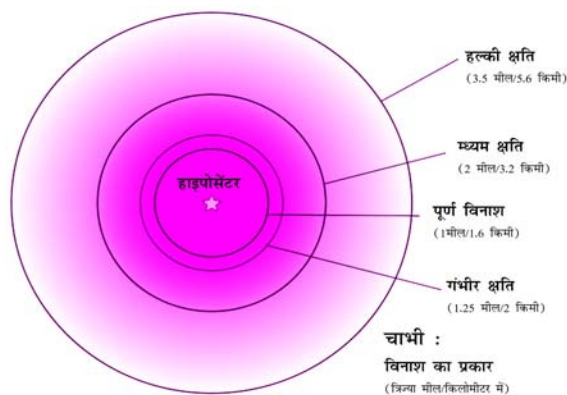 हल्की क्षति
(3.5 मील/5.6 किमी)
म्ध्यम क्षति
(2 मील/3.2 किमी)
हाइपोसेंटर
पूर्ण विनाश
(1मील/1.6 किमी)
गंभीर क्षति
(1.25 मील/2 किमी)
चाभी :
विनाश का प्रकार
(त्रिज्या मील/किलोमीटर में)